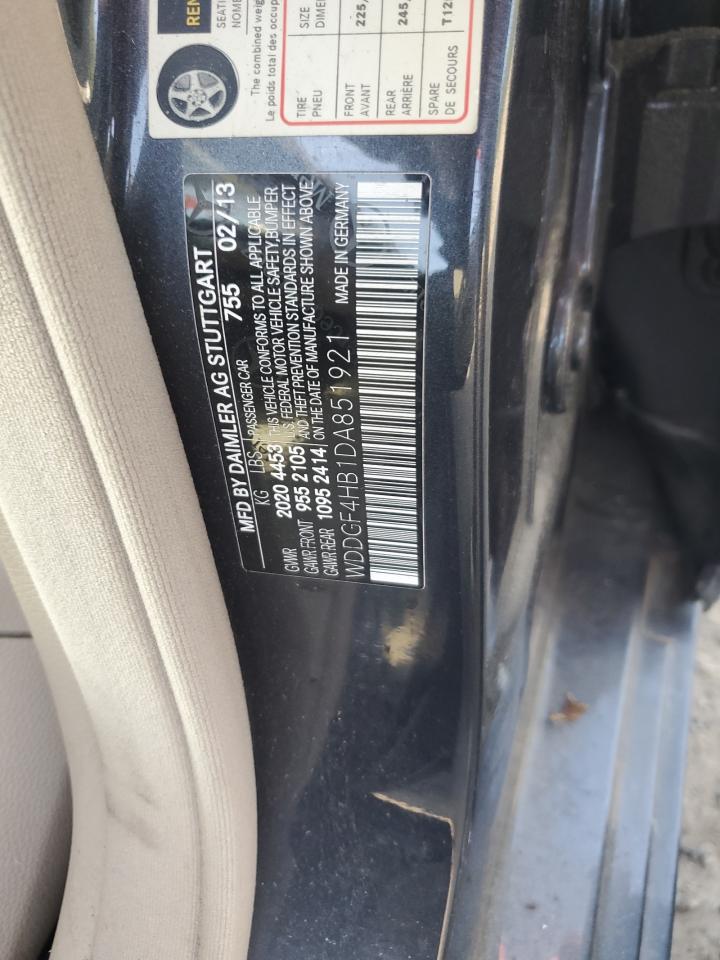 REN
SEATI
NOM
The combined weig
Le poids total des occup
TIRE
PNEU
SIZE
DIME
FRONT
AVANT
225/
REAR
ARRIÈRE
245/
SPARE
DE SECOURS
T125
MFD BY DAIMLER AG STUTTGART
755 02/13
KG LBS PASSENGER CAR
GVWR 2020 4453 THIS VEHICLE CONFORMS TO ALL APPLICABLE
U.S. FEDERAL MOTOR VEHICLE SAFETY,BUMPER
GAWR FRONT 955 2105 AND THEFT PREVENTION STANDARDS IN EFFECT
GAWR REAR 1095 2414 ON THE DATE OF MANUFACTURE SHOWN ABOVE
WDDGF4HB1DA851921 MADE IN GERMANY